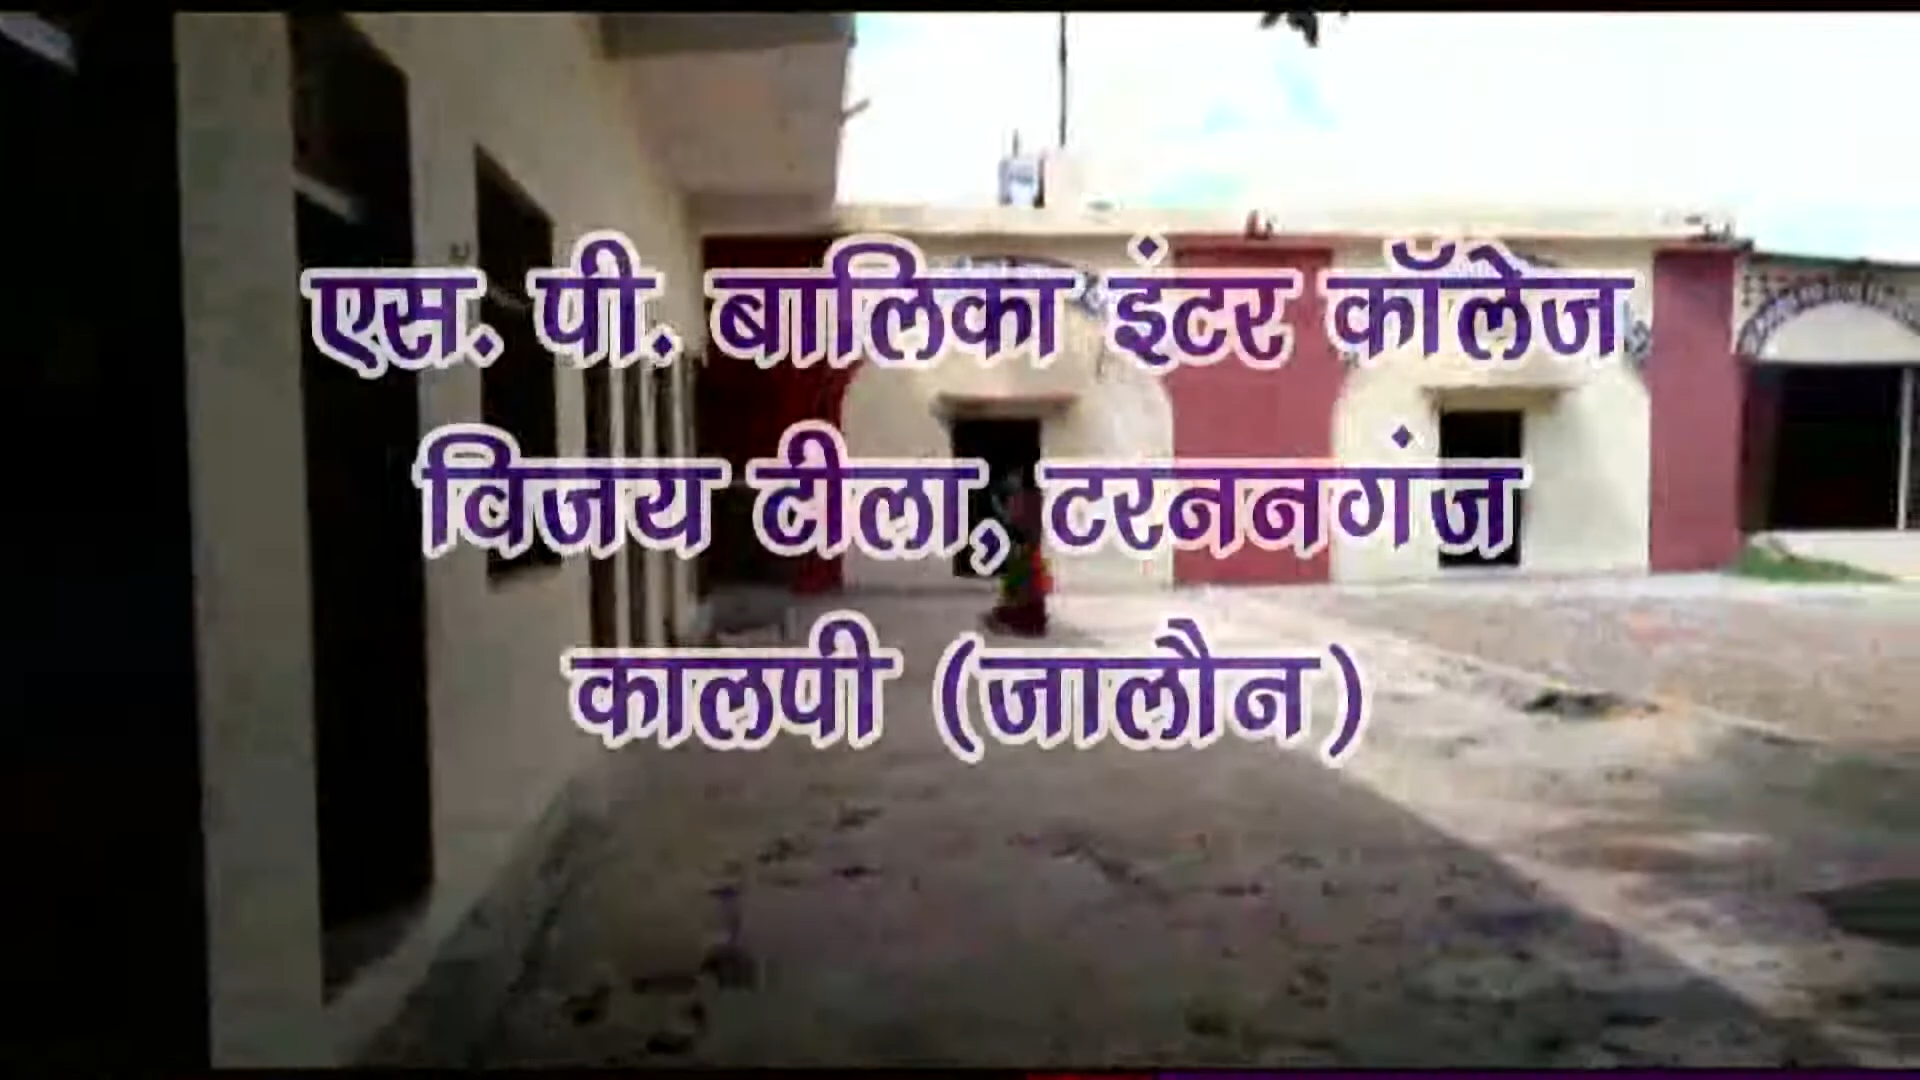 एस. पी. बालिका इंटर कॉलेज
विजय टीला, टरननगंज
कालपी (जालौन)